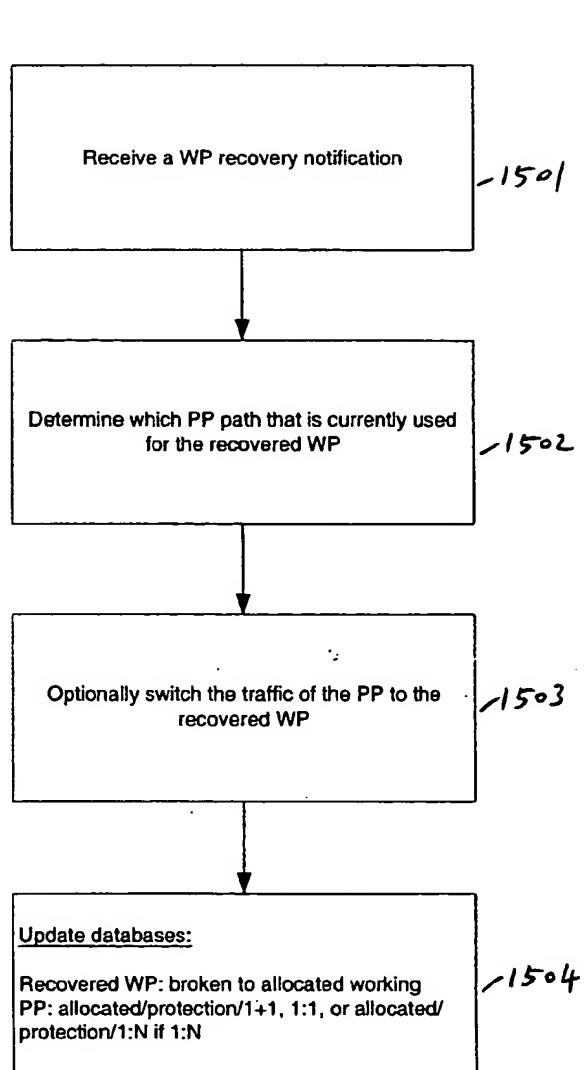 Receive a WP recovery notification
1501
Determine which PP path that is currently used
for the recovered WP
1502
Optionally switch the traffic of the PP to the
recovered WP
1503
Update databases:
Recovered WP: broken to allocated working
PP: allocated/protection/1+1, 1:1, or allocated/
protection/1:N if 1:N
1504